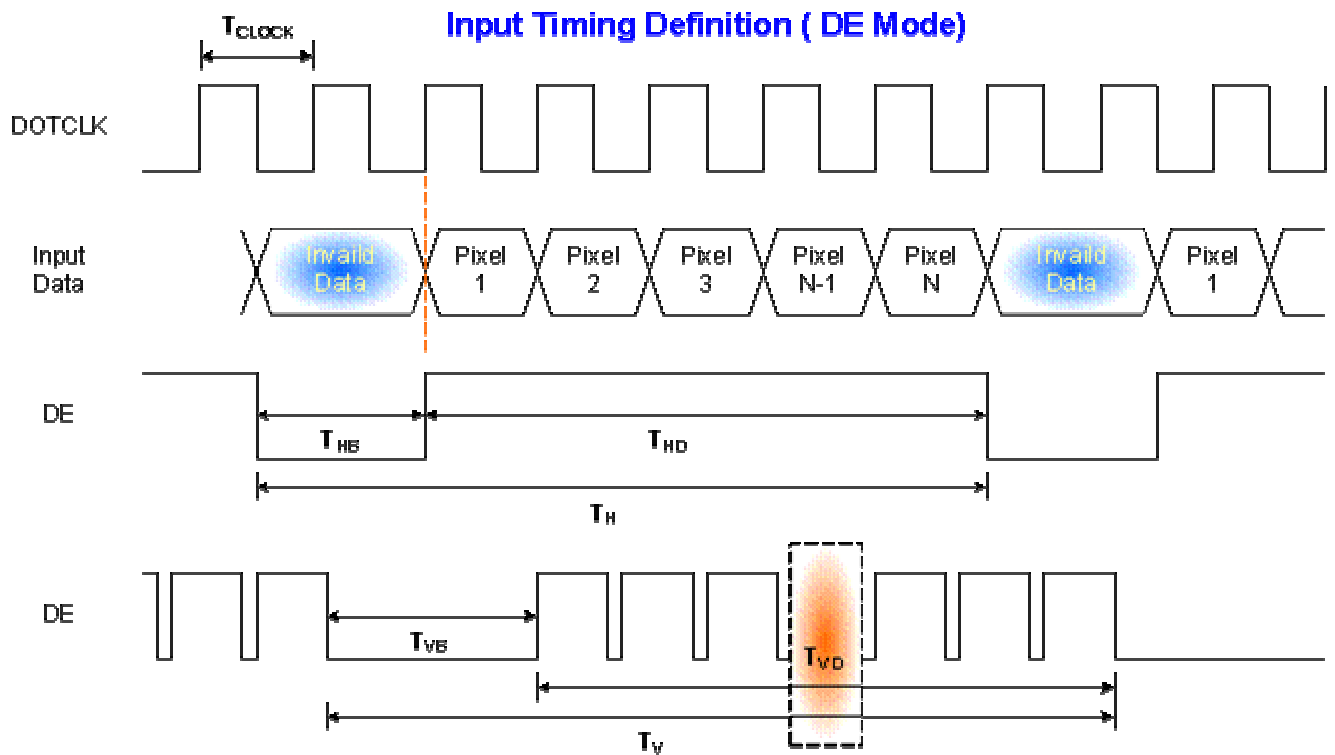 Input Timing Definition ( DE Mode)
TCLOCK
DOTCLK
Input
Data
Invaild
Data
Pixel
1
Pixel
2
Pixel
3
Pixel
N-1
Pixel
N
Invaild
Data
Pixel
1
DE
THB
THD
TH
DE
TVB
TVD
TV